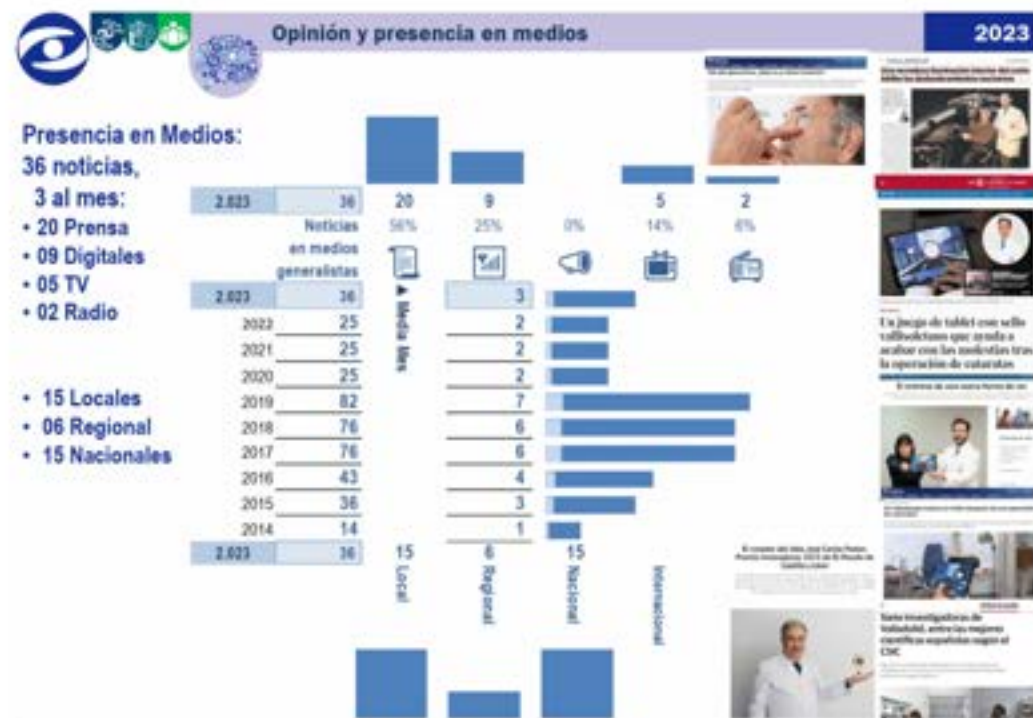 Opinión y presencia en medios
2023
Presencia en Medios:
36 noticias,
3 al mes:
• 20 Prensa
• 09 Digitales
• 05 TV
• 02 Radio
• 15 Locales
• 06 Regional
• 15 Nacionales
2.023 36 20 9 5 2
Noticias en medios generalistas
56% 25% 0% 14% 6%
▲ Media Mes
2.023 36 3
2022 25 2
2021 25 2
2020 25 2
2019 82 7
2018 76 6
2017 76 6
2016 43 4
2015 36 3
2014 14 1
2.023 36 15 6 15
Local
Regional
Nacional
Internacional
Un juego de tablet con sello
vallisoletano que ayuda a
acabar con las molestias tras
la operación de cataratas
Siete investigadoras de
Valladolid, entre las mejores
científicas españolas según el
CSIC